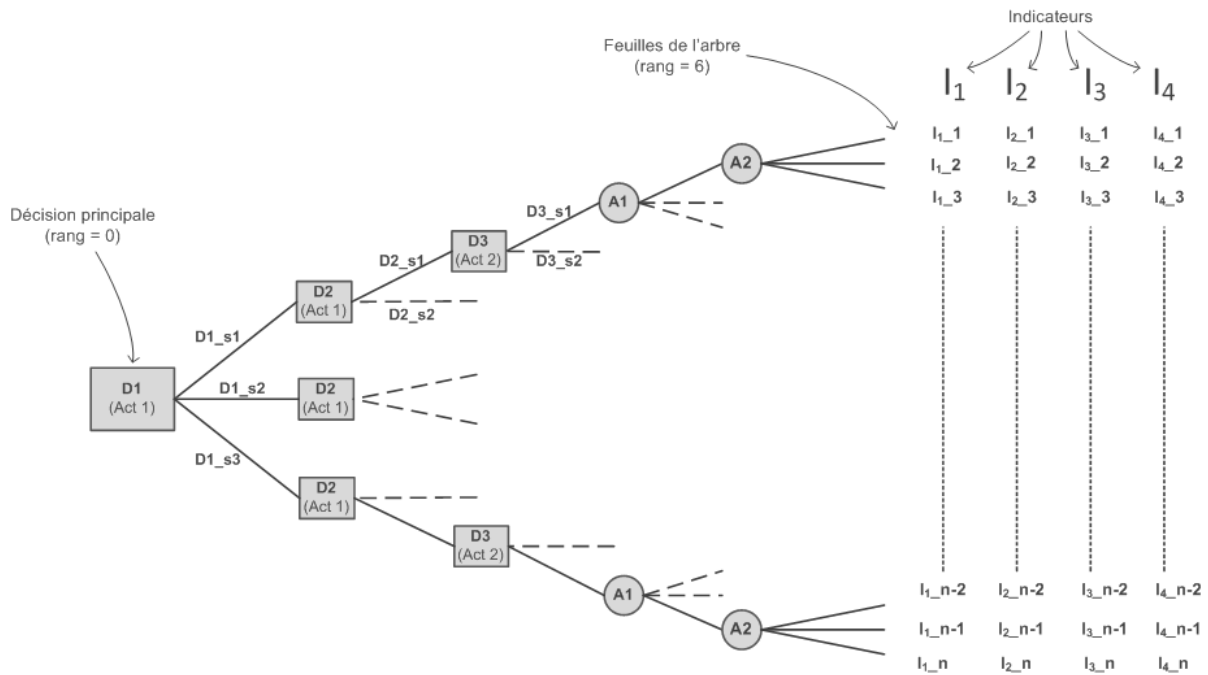 Indicateurs
Feuilles de l'arbre
(rang = 6)
I1 I2 I3 I4
I1_1 I2_1 I3_1 I4_1
A2
I1_2 I2_2 I3_2 I4_2
I1_3 I2_3 I3_3 I4_3
A1
D3_s1
Décision principale
(rang = 0)
D3
(Act 2)
D3_s2
D2_s1
D2
(Act 1)
D2_s2
D1_s1
D1
(Act 1)
D1_s2
D2
(Act 1)
D1_s3
D2
(Act 1)
D3
(Act 2)
A1
I1_n-2 I2_n-2 I3_n-2 I4_n-2
A2
I1_n-1 I2_n-1 I3_n-1 I4_n-1
I1_n I2_n I3_n I4_n